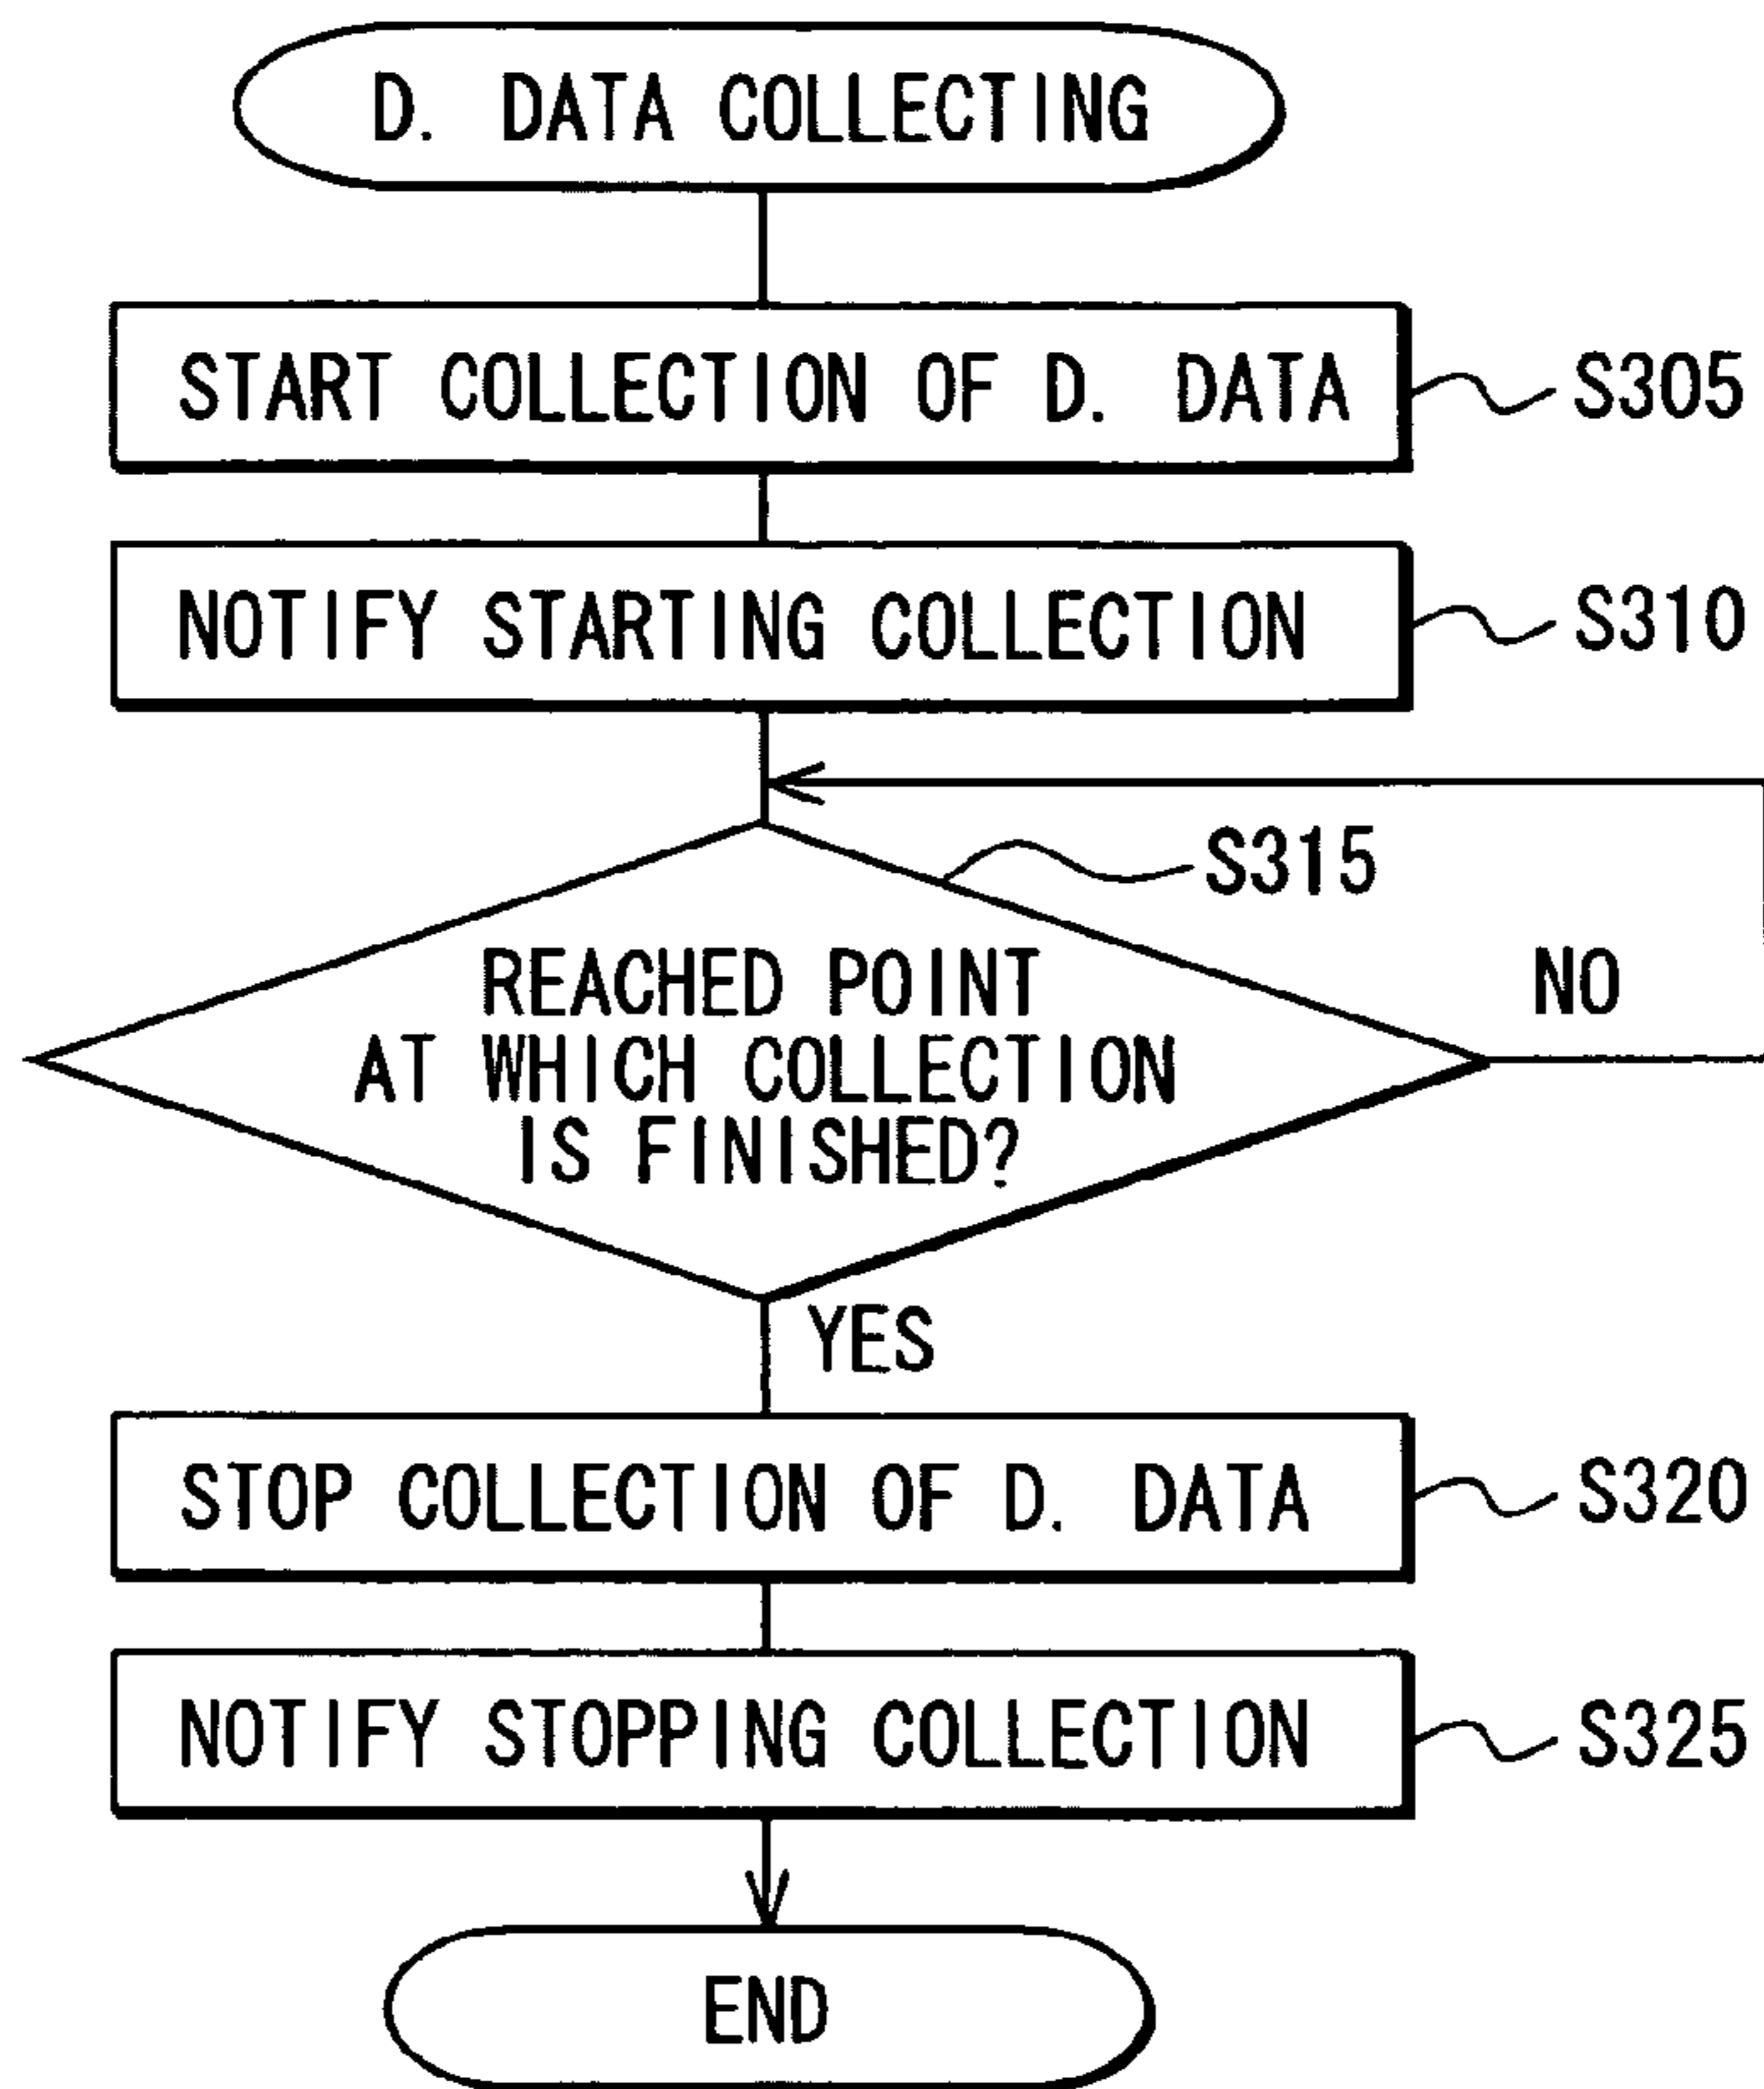 D. DATA COLLECTING
START COLLECTION OF D. DATA
S305
NOTIFY STARTING COLLECTION
S310
S315
REACHED POINT
AT WHICH COLLECTION
IS FINISHED?
NO
YES
STOP COLLECTION OF D. DATA
S320
NOTIFY STOPPING COLLECTION
S325
END